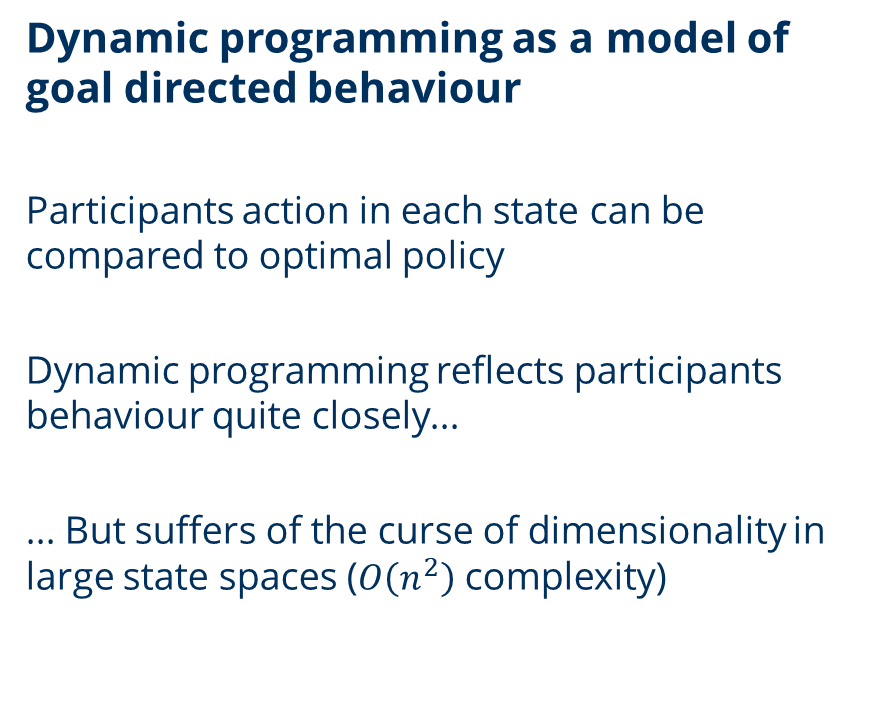 Dynamic programming as a model of
goal directed behaviour
Participants action in each state can be
compared to optimal policy
Dynamic programming reflects participants
behaviour quite closely...
... But suffers of the curse of dimensionality in
large state spaces (𝑂(𝑛²) complexity)